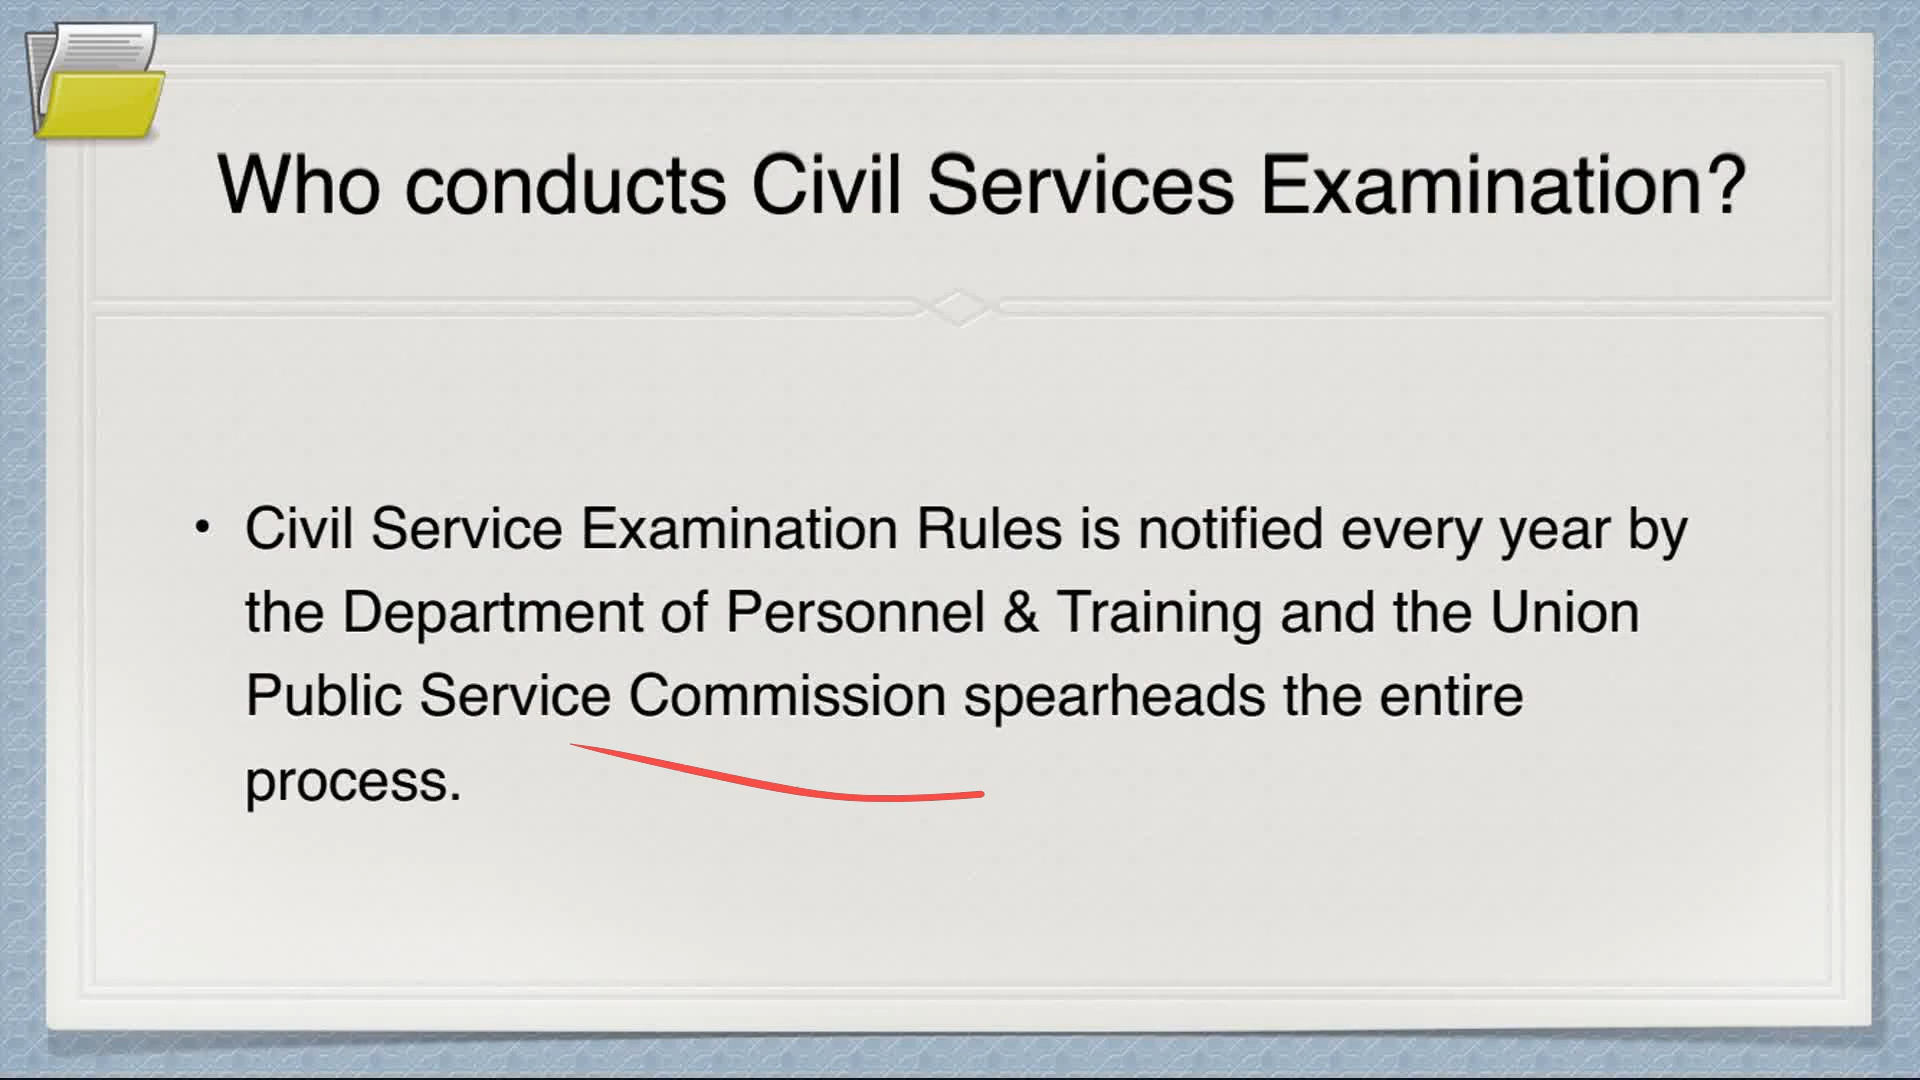 Who conducts Civil Services Examination?
• Civil Service Examination Rules is notified every year by
the Department of Personnel & Training and the Union
Public Service Commission spearheads the entire
process.